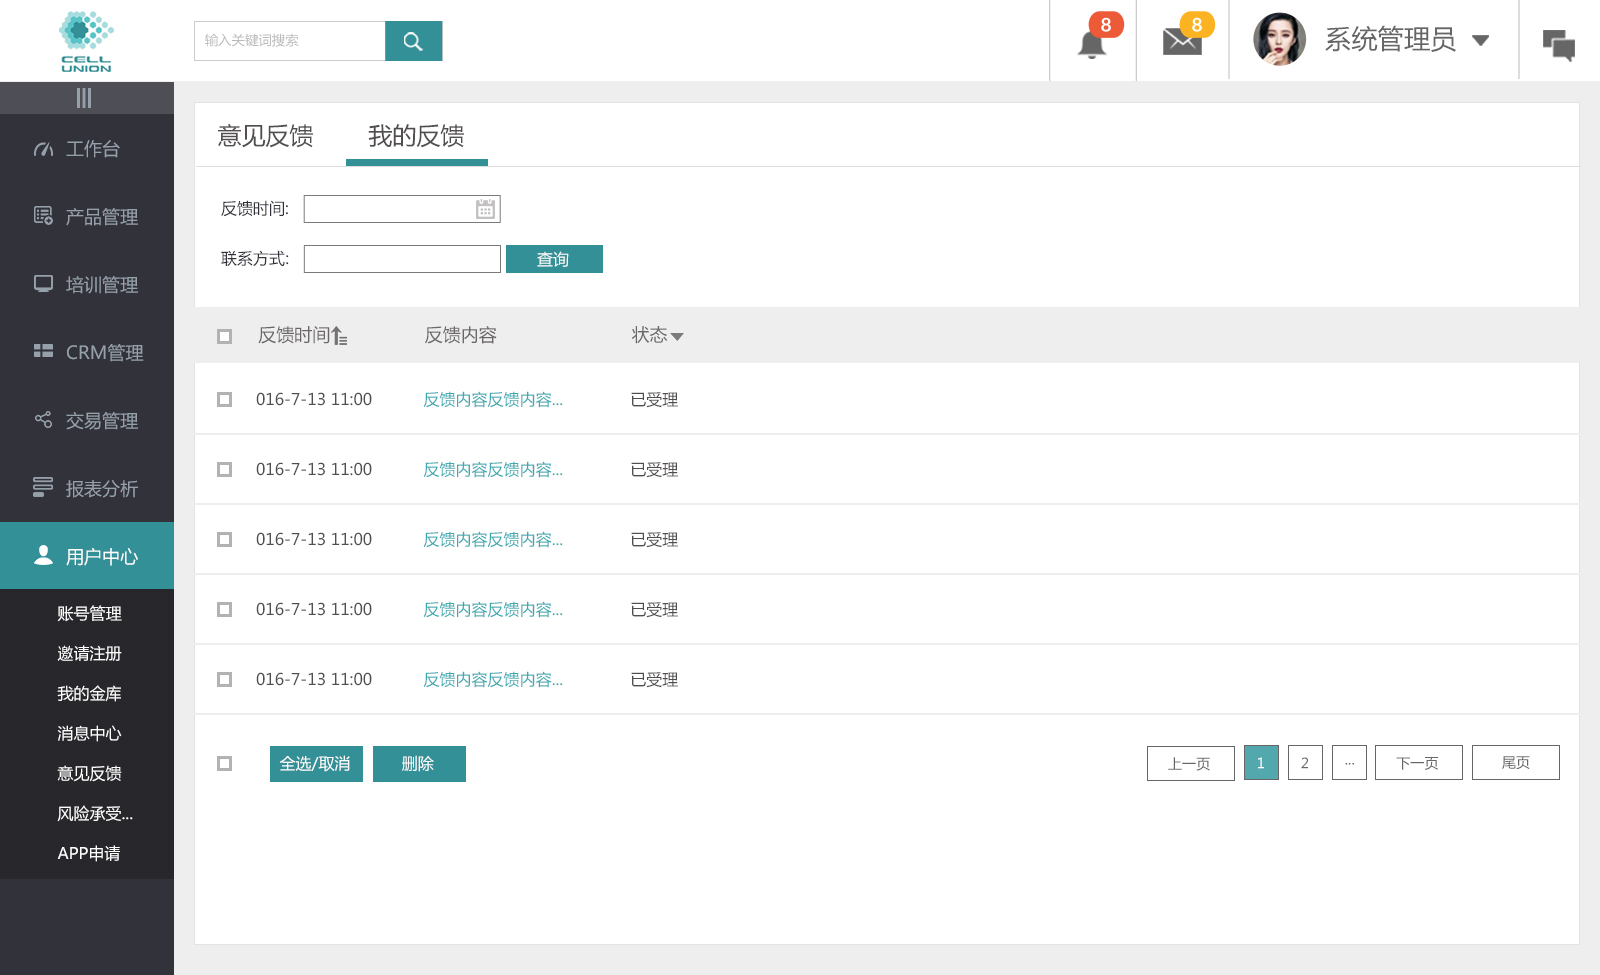 CELL
UNION
输入关键词搜索
8
8
系统管理员
工作台
产品管理
培训管理
CRM管理
交易管理
报表分析
用户中心
账号管理
邀请注册
我的金库
消息中心
意见反馈
风险承受...
APP申请
意见反馈 我的反馈
反馈时间:
联系方式: 查询
反馈时间 反馈内容 状态
016-7-13 11:00 反馈内容反馈内容... 已受理
016-7-13 11:00 反馈内容反馈内容... 已受理
016-7-13 11:00 反馈内容反馈内容... 已受理
016-7-13 11:00 反馈内容反馈内容... 已受理
016-7-13 11:00 反馈内容反馈内容... 已受理
全选/取消 删除 上一页 1 2 ... 下一页 尾页